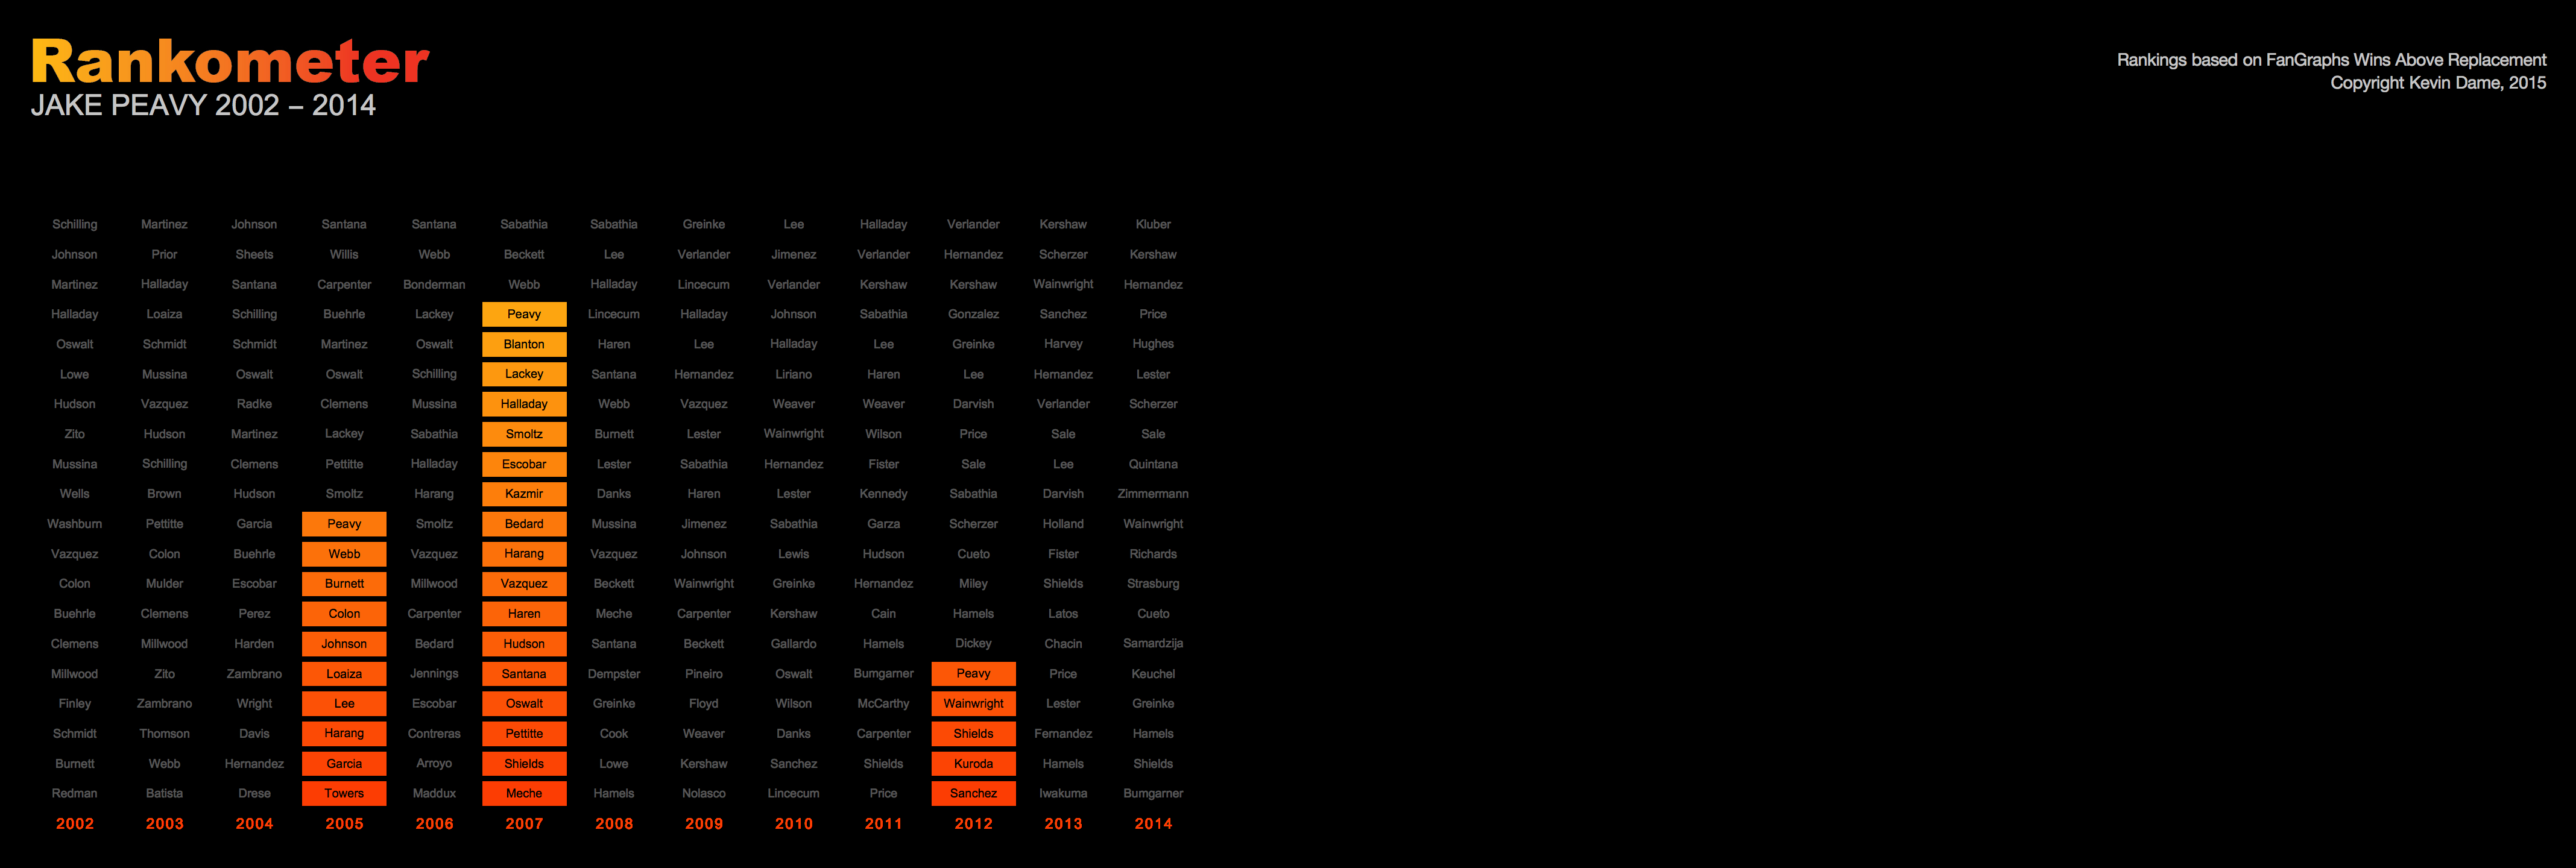 Rankometer
JAKE PEAVY 2002 – 2014
Rankings based on FanGraphs Wins Above Replacement
Copyright Kevin Dame, 2015
Schilling Martinez Johnson Santana Santana Sabathia Sabathia Greinke Lee Halladay Verlander Kershaw Kluber
Johnson Prior Sheets Willis Webb Beckett Lee Verlander Jimenez Verlander Hernandez Scherzer Kershaw
Martinez Halladay Santana Carpenter Bonderman Webb Halladay Lincecum Verlander Kershaw Kershaw Wainwright Hernandez
Halladay Loaiza Schilling Buehrle Lackey Peavy Lincecum Halladay Johnson Sabathia Gonzalez Sanchez Price
Oswalt Schmidt Schmidt Martinez Oswalt Blanton Haren Lee Halladay Lee Greinke Harvey Hughes
Lowe Mussina Oswalt Oswalt Schilling Lackey Santana Hernandez Liriano Haren Lee Hernandez Lester
Hudson Vazquez Radke Clemens Mussina Halladay Webb Vazquez Weaver Weaver Darvish Verlander Scherzer
Zito Hudson Martinez Lackey Sabathia Smoltz Burnett Lester Wainwright Wilson Price Sale Sale
Mussina Schilling Clemens Pettitte Halladay Escobar Lester Sabathia Hernandez Fister Sale Lee Quintana
Wells Brown Hudson Smoltz Harang Kazmir Danks Haren Lester Kennedy Sabathia Darvish Zimmermann
Washburn Pettitte Garcia Peavy Smoltz Bedard Mussina Jimenez Sabathia Garza Scherzer Holland Wainwright
Vazquez Colon Buehrle Webb Vazquez Harang Vazquez Johnson Lewis Hudson Cueto Fister Richards
Colon Mulder Escobar Burnett Millwood Vazquez Beckett Wainwright Greinke Hernandez Miley Shields Strasburg
Buehrle Clemens Perez Colon Carpenter Haren Meche Carpenter Kershaw Cain Hamels Latos Cueto
Clemens Millwood Harden Johnson Bedard Hudson Santana Beckett Gallardo Hamels Dickey Chacin Samardzija
Millwood Zito Zambrano Loaiza Jennings Santana Dempster Pineiro Oswalt Bumgarner Peavy Price Keuchel
Finley Zambrano Wright Lee Escobar Oswalt Greinke Floyd Wilson McCarthy Wainwright Lester Greinke
Schmidt Thomson Davis Harang Contreras Pettitte Cook Weaver Danks Carpenter Shields Fernandez Hamels
Burnett Webb Hernandez Garcia Arroyo Shields Lowe Kershaw Sanchez Shields Kuroda Hamels Shields
Redman Batista Drese Towers Maddux Meche Hamels Nolasco Lincecum Price Sanchez Iwakuma Bumgarner
2002 2003 2004 2005 2006 2007 2008 2009 2010 2011 2012 2013 2014